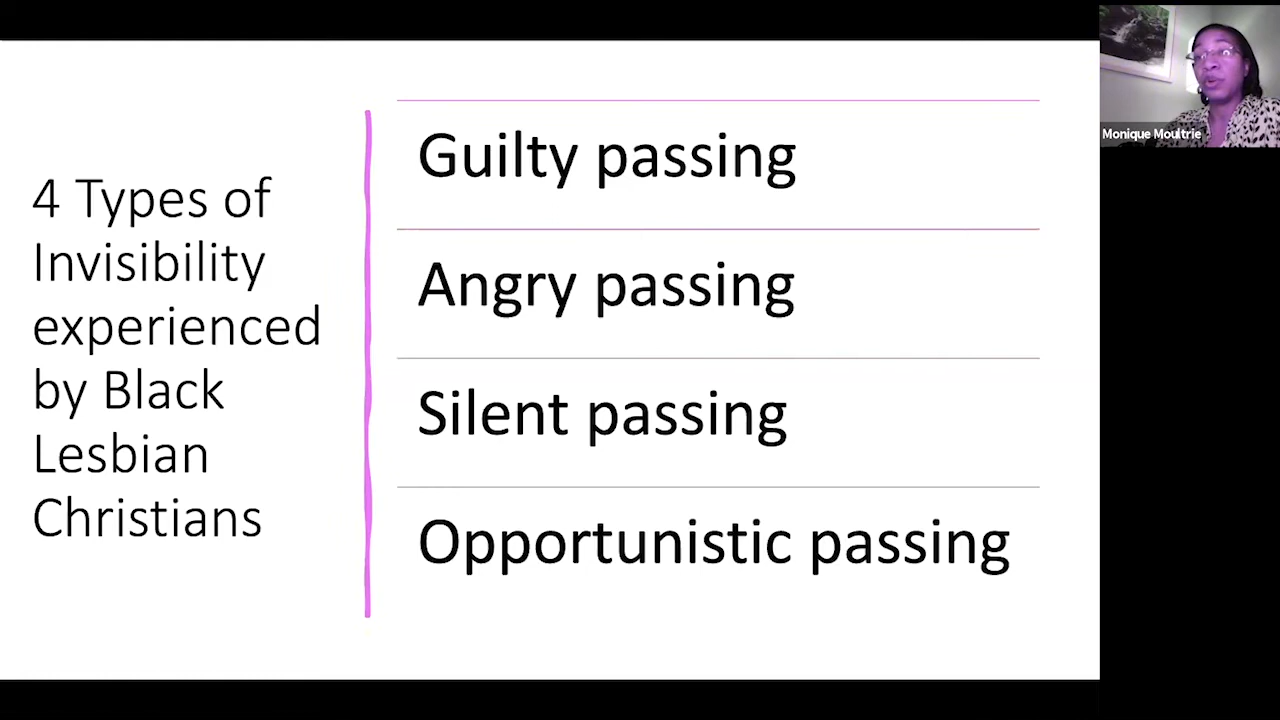 4 Types of
Invisibility
experienced
by Black
Lesbian
Christians
Guilty passing
Angry passing
Silent passing
Opportunistic passing
Monique Moultrie